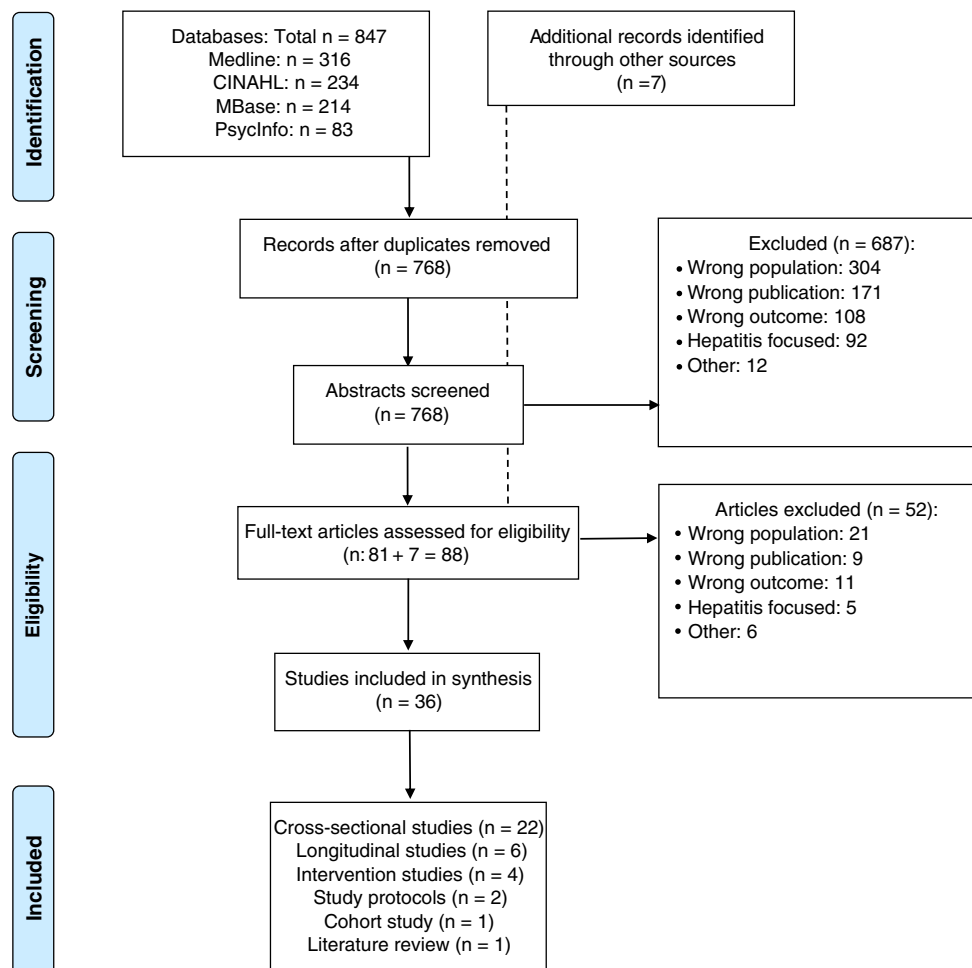 Identification
Databases: Total n = 847
Medline: n = 316
CINAHL: n = 234
MBase: n = 214
PsycInfo: n = 83
Additional records identified
through other sources
(n =7)
Screening
Records after duplicates removed
(n = 768)
Abstracts screened
(n = 768)
Excluded (n = 687):
• Wrong population: 304
• Wrong publication: 171
• Wrong outcome: 108
• Hepatitis focused: 92
• Other: 12
Eligibility
Full-text articles assessed for eligibility
(n: 81 + 7 = 88)
Articles excluded (n = 52):
• Wrong population: 21
• Wrong publication: 9
• Wrong outcome: 11
• Hepatitis focused: 5
• Other: 6
Studies included in synthesis
(n = 36)
Included
Cross-sectional studies (n = 22)
Longitudinal studies (n = 6)
Intervention studies (n = 4)
Study protocols (n = 2)
Cohort study (n = 1)
Literature review (n = 1)